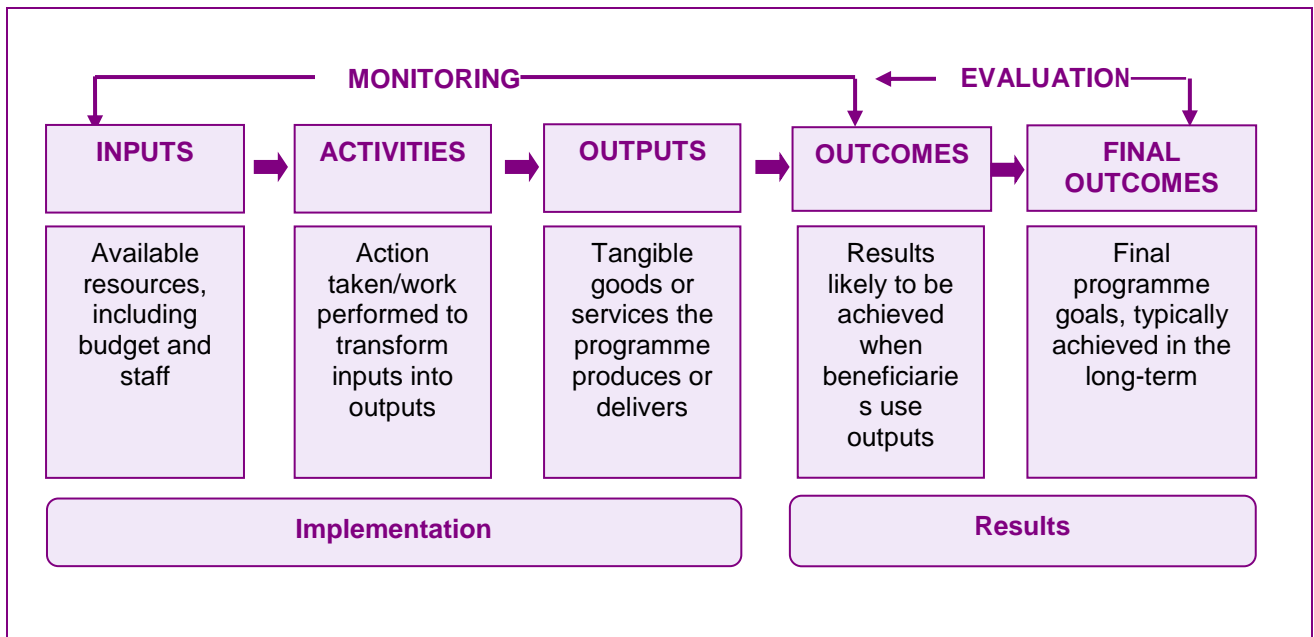 MONITORING
EVALUATION
INPUTS
ACTIVITIES
OUTPUTS
OUTCOMES
FINAL
OUTCOMES
Available
resources,
including
budget and
staff
Action
taken/work
performed to
transform
inputs into
outputs
Tangible
goods or
services the
programme
produces or
delivers
Results
likely to be
achieved
when
beneficiarie
s use
outputs
Final
programme
goals, typically
achieved in the
long-term
Implementation
Results